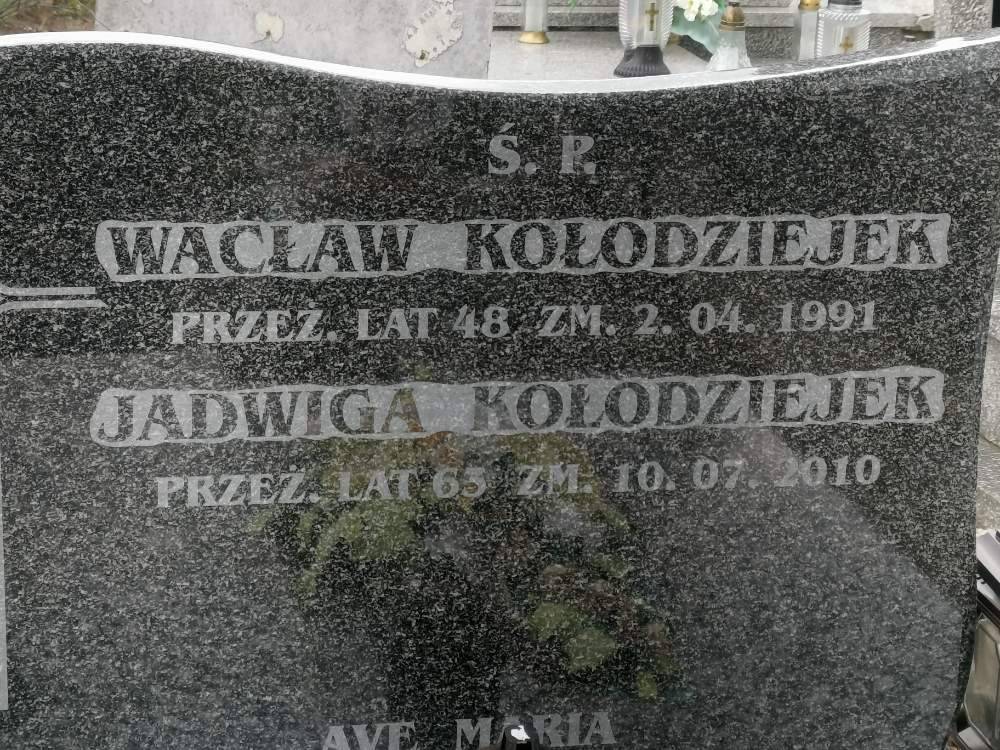 Ś. P.
WACŁAW KOŁODZIEJEK
PRZEŻ. LAT 48 ZM. 2. 04. 1991
JADWIGA KOŁODZIEJEK
PRZEŻ. LAT 65 ZM. 10. 07. 2010
AVE MARIA